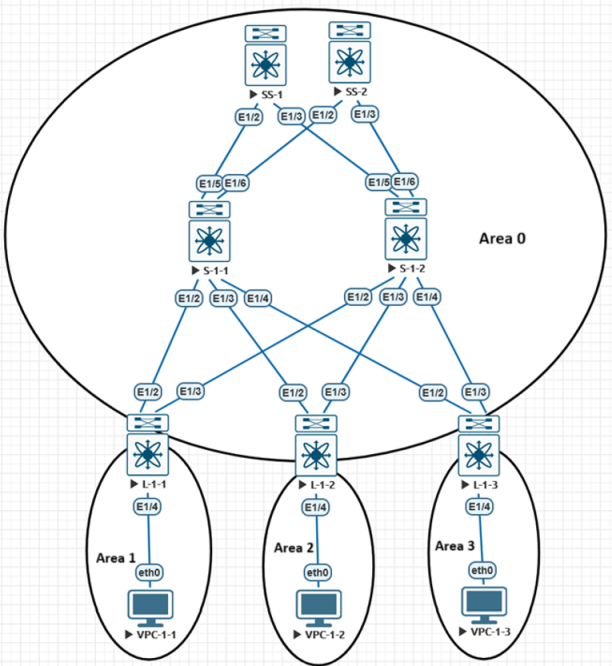 SS-1
SS-2
E1/2
E1/3
E1/2
E1/3
E1/5
E1/6
E1/5
E1/6
S-1-1
S-1-2
Area 0
E1/2
E1/3
E1/4
E1/2
E1/3
E1/4
E1/2
E1/3
E1/2
E1/3
E1/2
E1/3
L-1-1
L-1-2
L-1-3
E1/4
E1/4
E1/4
Area 1
Area 2
Area 3
eth0
eth0
eth0
VPC-1-1
VPC-1-2
VPC-1-3